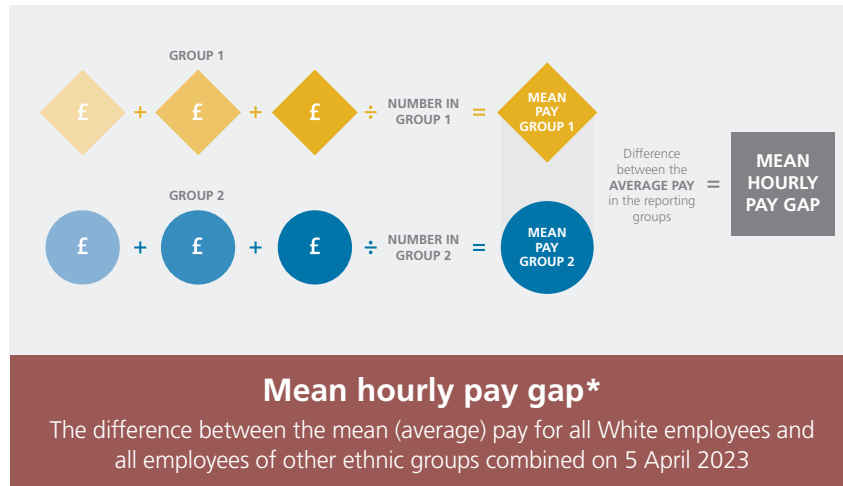 GROUP 1
£ + £ + £ ÷ NUMBER IN
GROUP 1 =
MEAN
PAY
GROUP 1
GROUP 2
£ + £ + £ ÷ NUMBER IN
GROUP 2 =
MEAN
PAY
GROUP 2
Difference
between the
AVERAGE PAY
in the reporting
groups
=
MEAN
HOURLY
PAY GAP
Mean hourly pay gap*
The difference between the mean (average) pay for all White employees and
all employees of other ethnic groups combined on 5 April 2023